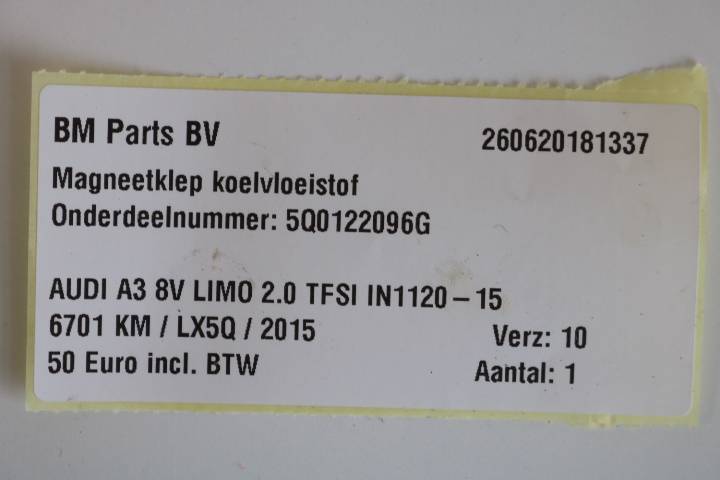 BM Parts BV 260620181337
Magneetklep koelvloeistof
Onderdeelnummer: 5Q0122096G
AUDI A3 8V LIMO 2.0 TFSI IN1120 – 15
6701 KM / LX5Q / 2015 Verz: 10
50 Euro incl. BTW Aantal: 1